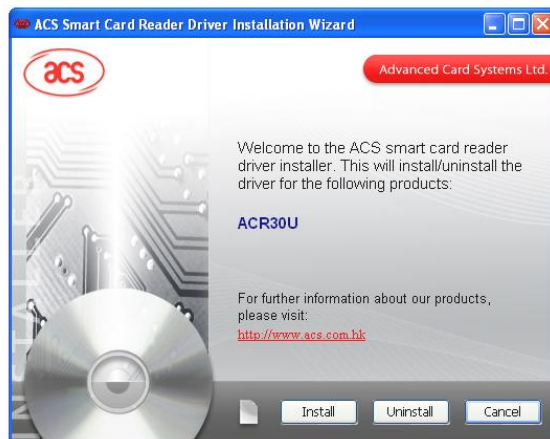 ACS Smart Card Reader Driver Installation Wizard
acs
Advanced Card Systems Ltd.
Welcome to the ACS smart card reader
driver installer. This will install/uninstall the
driver for the following products:
ACR30U
For further information about our products,
please visit:
http://www.acs.com.hk
INSTALLER
Install
Uninstall
Cancel